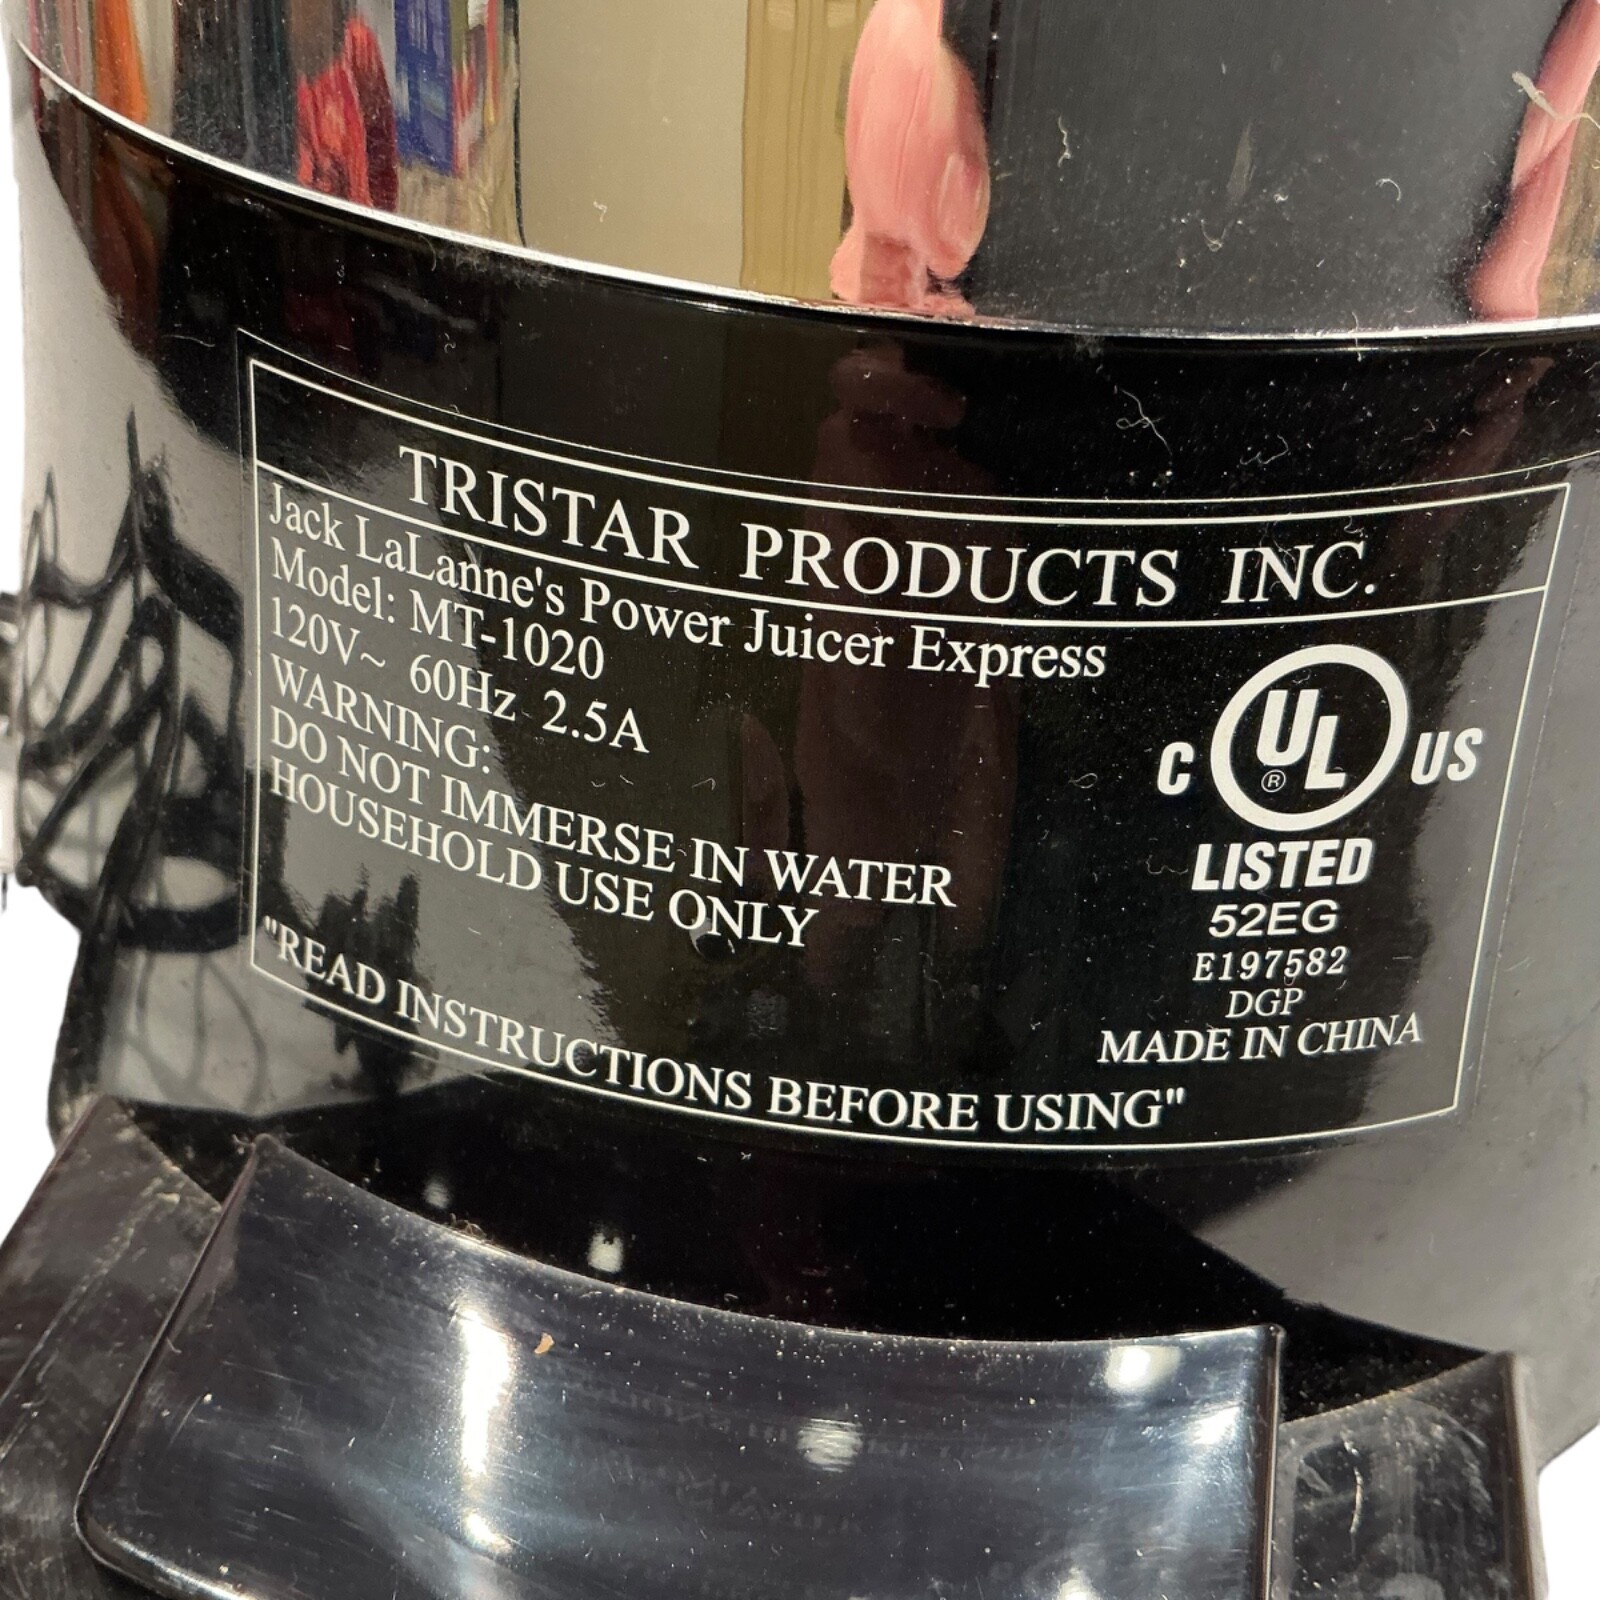 TRISTAR PRODUCTS INC.
Jack LaLanne's Power Juicer Express
Model: MT-1020
120V~ 60Hz 2.5A
WARNING:
DO NOT IMMERSE IN WATER
HOUSEHOLD USE ONLY
"READ INSTRUCTIONS BEFORE USING"
C UL® US
LISTED
52EG
E197582
DGP
MADE IN CHINA